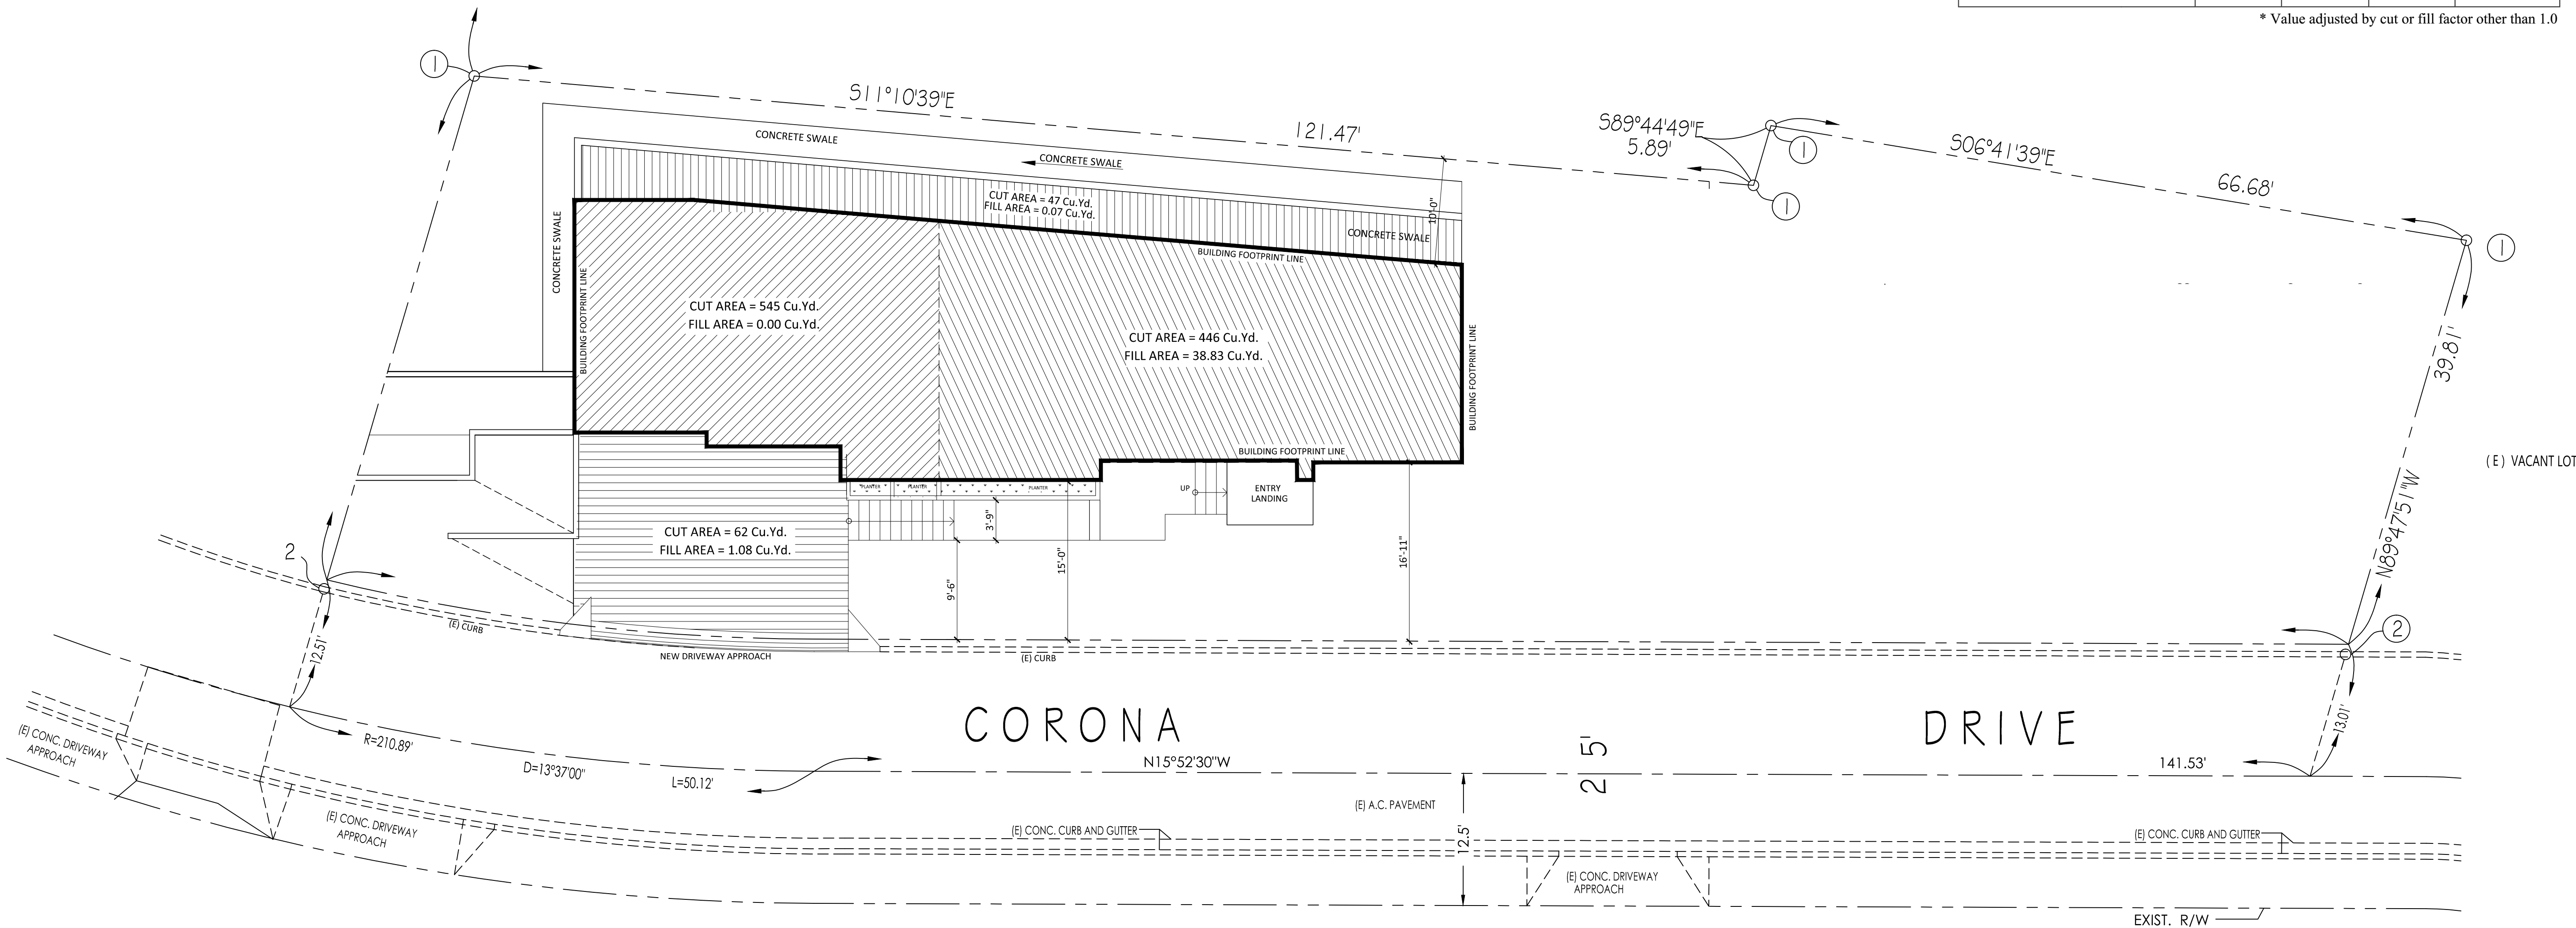 * Value adjusted by cut or fill factor other than 1.0
1
S11°10'39"E
121.47'
S89°44'49"E
5.89'
1
1
S06°41'39"E
66.68'
1
CONCRETE SWALE
CONCRETE SWALE
CUT AREA = 47 Cu.Yd.
FILL AREA = 0.07 Cu.Yd.
10'-0"
CONCRETE SWALE
CONCRETE SWALE
BUILDING FOOTPRINT LINE
BUILDING FOOTPRINT LINE
CUT AREA = 545 Cu.Yd.
FILL AREA = 0.00 Cu.Yd.
CUT AREA = 446 Cu.Yd.
FILL AREA = 38.83 Cu.Yd.
BUILDING FOOTPRINT LINE
39.81'
N89°47'51"W
(E) VACANT LOT
BUILDING FOOTPRINT LINE
PLANTER
PLANTER
PLANTER
UP
ENTRY
LANDING
CUT AREA = 62 Cu.Yd.
FILL AREA = 1.08 Cu.Yd.
3'-9"
9'-6"
15'-0"
16'-11"
2
2
(E) CURB
12.51'
NEW DRIVEWAY APPROACH
(E) CURB
13.01'
CORONA
DRIVE
25'
R=210.89'
D=13°37'00"
L=50.12'
N15°52'30"W
141.53'
(E) CONC. DRIVEWAY
APPROACH
(E) A.C. PAVEMENT
(E) CONC. DRIVEWAY
APPROACH
(E) CONC. CURB AND GUTTER
12.5'
(E) CONC. CURB AND GUTTER
(E) CONC. DRIVEWAY
APPROACH
EXIST. R/W